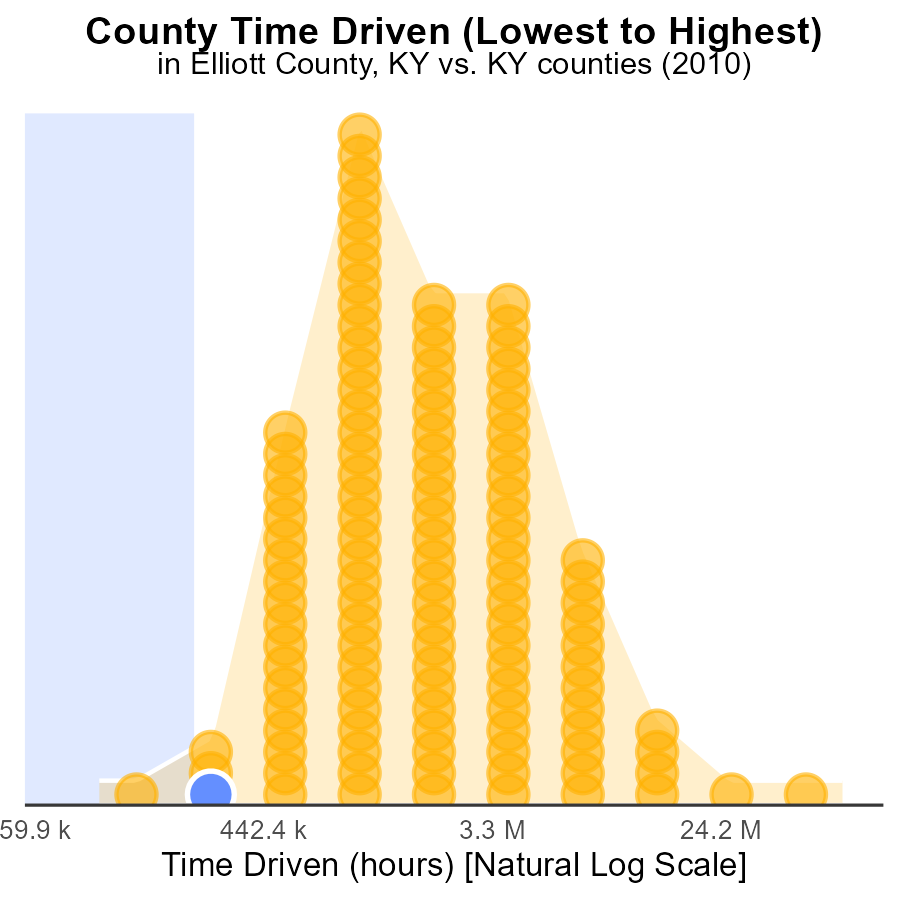 County Time Driven (Lowest to Highest)
in Elliott County, KY vs. KY counties (2010)
59.9 k 442.4 k 3.3 M 24.2 M
Time Driven (hours) [Natural Log Scale]